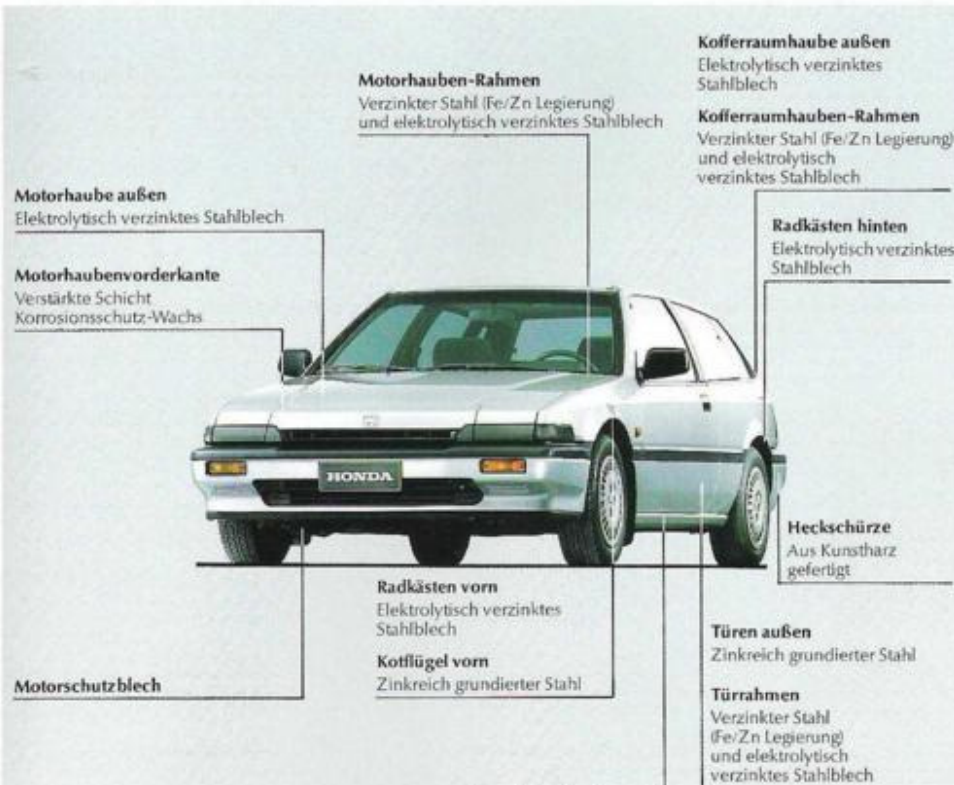 Kofferraumhaube außen
Elektrolytisch verzinktes
Stahlblech
Motorhauben-Rahmen
Verzinkter Stahl (Fe/Zn Legierung)
und elektrolytisch verzinktes Stahlblech
Kofferraumhauben-Rahmen
Verzinkter Stahl (Fe/Zn Legierung)
und elektrolytisch
verzinktes Stahlblech
Motorhaube außen
Elektrolytisch verzinktes Stahlblech
Radkästen hinten
Elektrolytisch verzinktes
Stahlblech
Motorhaubenvorderkante
Verstärkte Schicht
Korrosionsschutz-Wachs
HONDA
Heckschürze
Aus Kunstharz
gefertigt
Radkästen vorn
Elektrolytisch verzinktes
Stahlblech
Kotflügel vorn
Zinkreich grundierter Stahl
Motorschutzblech
Türen außen
Zinkreich grundierter Stahl
Türrahmen
Verzinkter Stahl
(Fe/Zn Legierung)
und elektrolytisch
verzinktes Stahlblech